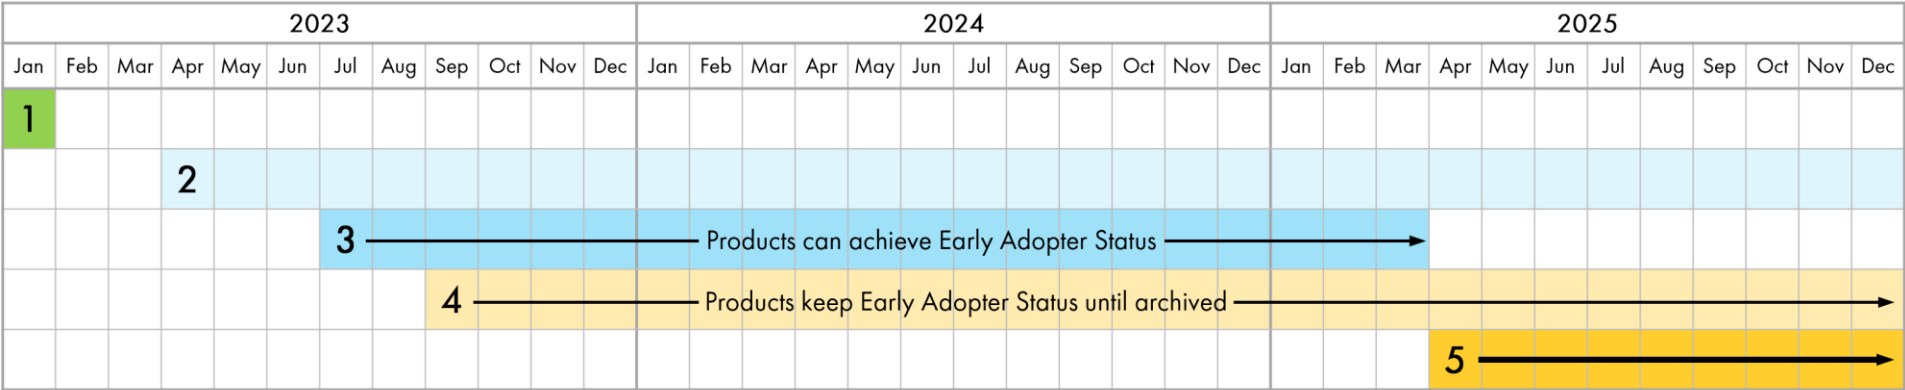 2023 2024 2025
Jan Feb Mar Apr May Jun Jul Aug Sep Oct Nov Dec Jan Feb Mar Apr May Jun Jul Aug Sep Oct Nov Dec Jan Feb Mar Apr May Jun Jul Aug Sep Oct Nov Dec
1
2
3 Products can achieve Early Adopter Status
4 Products keep Early Adopter Status until archived
5